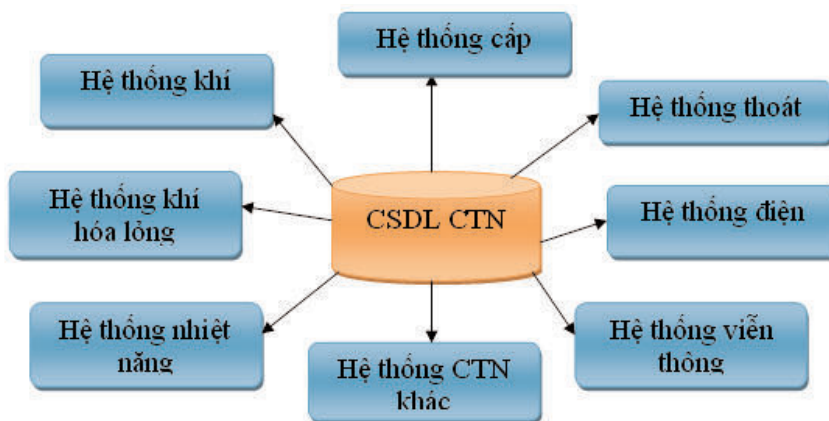 Hệ thống cấp
Hệ thống khí
Hệ thống thoát
Hệ thống khí
hóa lỏng
CSDL CTN
Hệ thống điện
Hệ thống nhiệt
năng
Hệ thống CTN
khác
Hệ thống viễn
thông